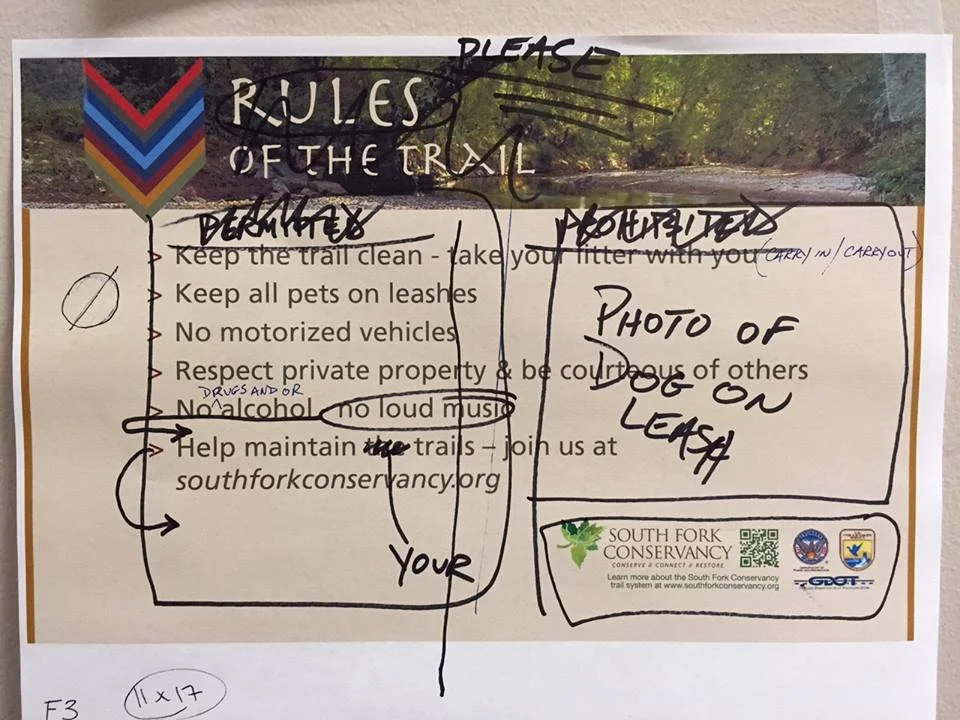 PLEASE
RULES
OF THE TRAIL
PERMITTED
PROHIBITED
> Keep the trail clean - take your litter with you (CARRY IN/CARRY OUT)
> Keep all pets on leashes
> No motorized vehicles
> Respect private property & be courteous of others
DRUGS AND OR
> No alcohol, no loud music
> Help maintain the trails – join us at
southforkconservancy.org
YOUR
PHOTO OF
DOG ON
LEASH
SOUTH FORK
CONSERVANCY
CONSERVE // CONNECT // RESTORE
Learn more about the South Fork Conservancy
trail system at www.southforkconservancy.org
GDOT
F3
11 x 17